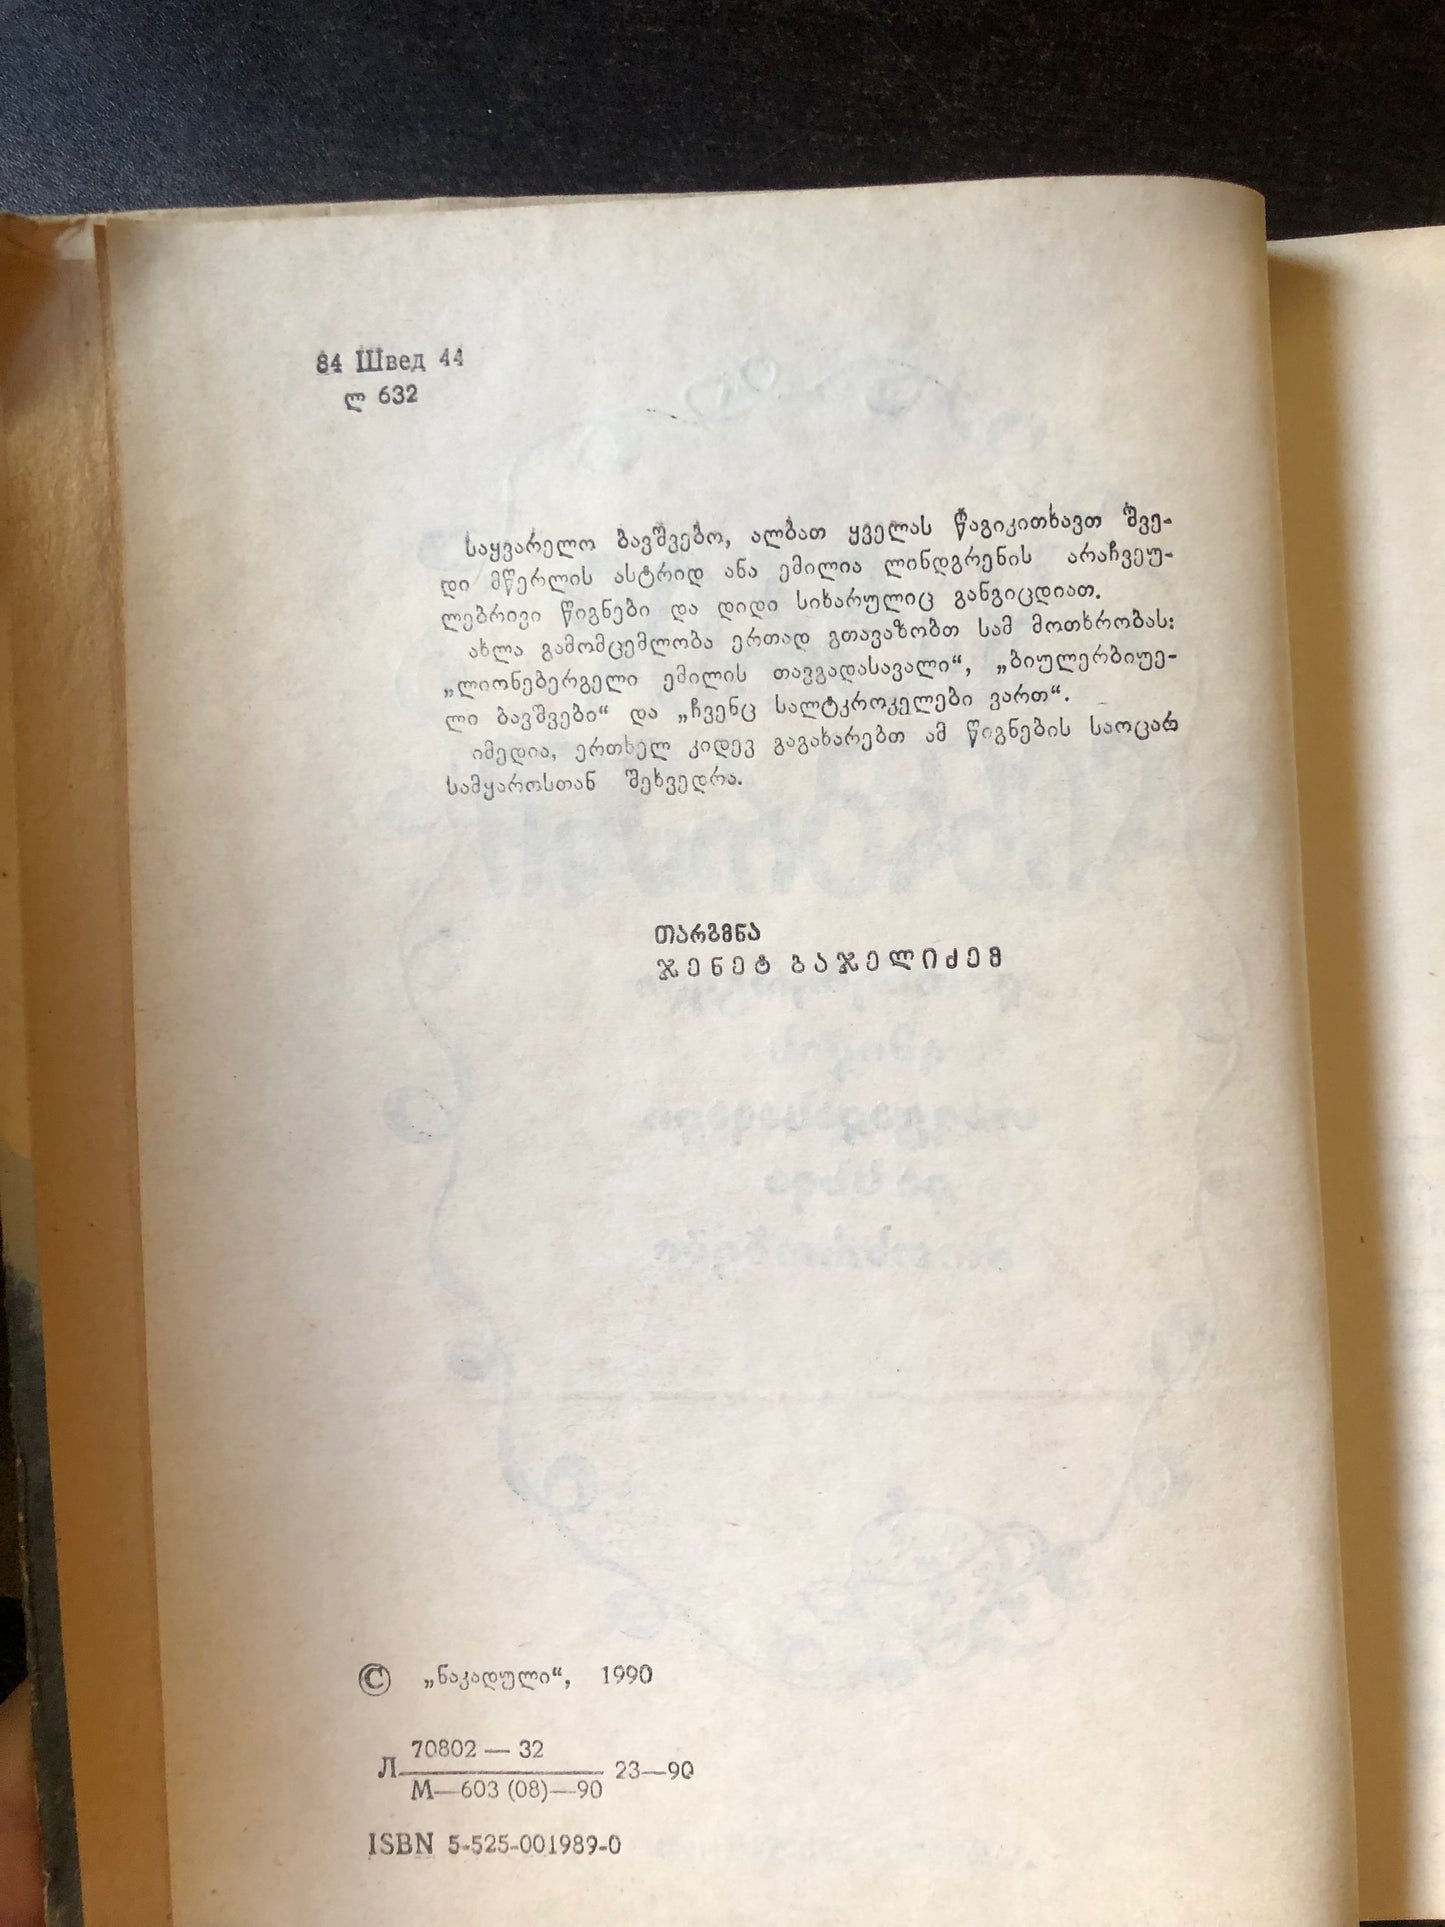 84 Швед 44
ლ 632
საყვარელო ბავშვებო, ალბათ ყველას წაგიკითხავთ შვე-
დი მწერლის ასტრიდ ანა ემილია ლინდგრენის არაჩვეუ-
ლებრივი წიგნები და დიდი სიხარულიც განგიცდიათ.
ახლა გამომცემლობა ერთად გთავაზობთ სამ მოთხრობას:
„ლიონებერგელი ემილის თავგადასავალი“, „ბიულერბიუე-
ლი ბავშვები“ და „ჩვენც სალტკროკელები ვართ“.
იმედია, ერთხელ კიდევ გაგახარებთ ამ წიგნების საოცარ
სამყაროსთან შეხვედრა.
თარგმნა
ჯენეტ გაჯელიძემ
© „ნაკადული“, 1990
Л 70802 — 32
М—603 (08)—90 23—90
ISBN 5-525-001989-0